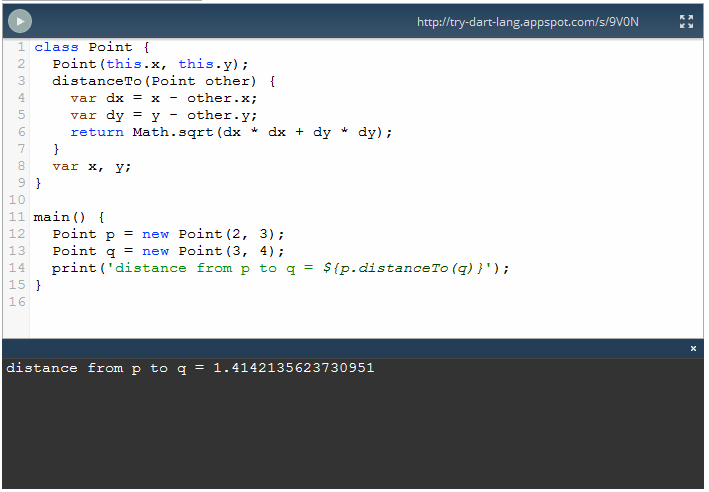 http://try-dart-lang.appspot.com/s/9V0N
1 class Point {
2   Point(this.x, this.y);
3   distanceTo(Point other) {
4     var dx = x - other.x;
5     var dy = y - other.y;
6     return Math.sqrt(dx * dx + dy * dy);
7   }
8   var x, y;
9 }
10
11 main() {
12   Point p = new Point(2, 3);
13   Point q = new Point(3, 4);
14   print('distance from p to q = ${p.distanceTo(q)}');
15 }
16
×
distance from p to q = 1.4142135623730951